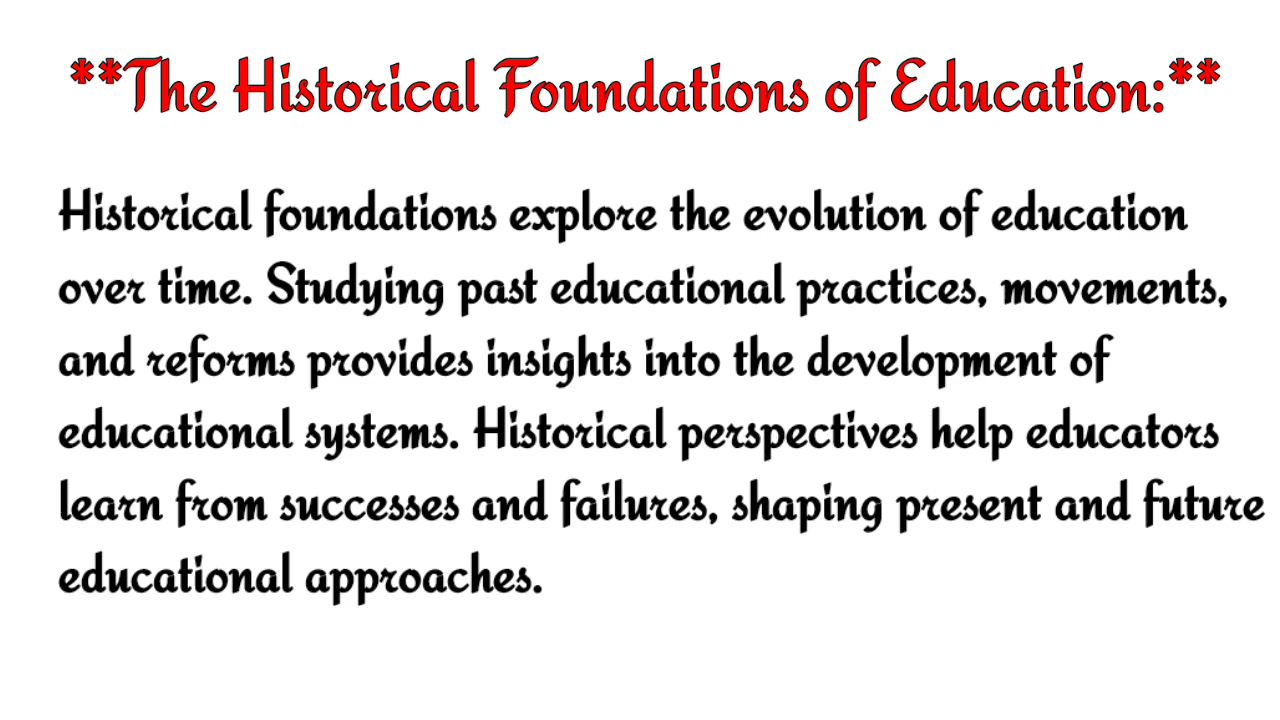 **The Historical Foundations of Education:**
Historical foundations explore the evolution of education
over time. Studying past educational practices, movements,
and reforms provides insights into the development of
educational systems. Historical perspectives help educators
learn from successes and failures, shaping present and future
educational approaches.